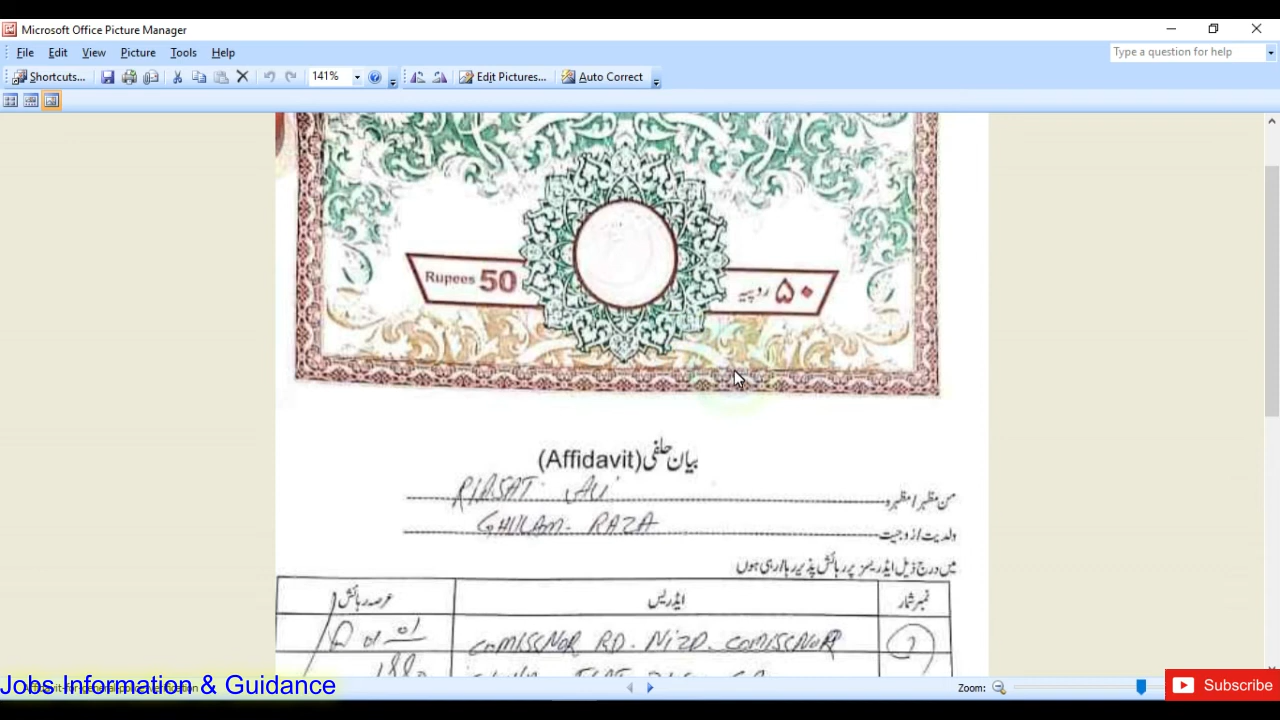 Microsoft Office Picture Manager
File Edit View Picture Tools Help
Type a question for help
Shortcuts... 141% Edit Pictures... Auto Correct
Rupees 50
۵۰ روپیہ
بیان حلفی(Affidavit)
من مظہر/مظہرہ RIASAT ALI
ولدیت/زوجیت GHULAM RAZA
میں درج ذیل ایڈریسز پر رہائش پذیر رہا/رہی ہوں
نمبر شمار ایڈریس عرصہ رہائش
COMISSNOR RD. NIZD. COMISSNOR
Jobs Information & Guidance
Zoom:
Subscribe